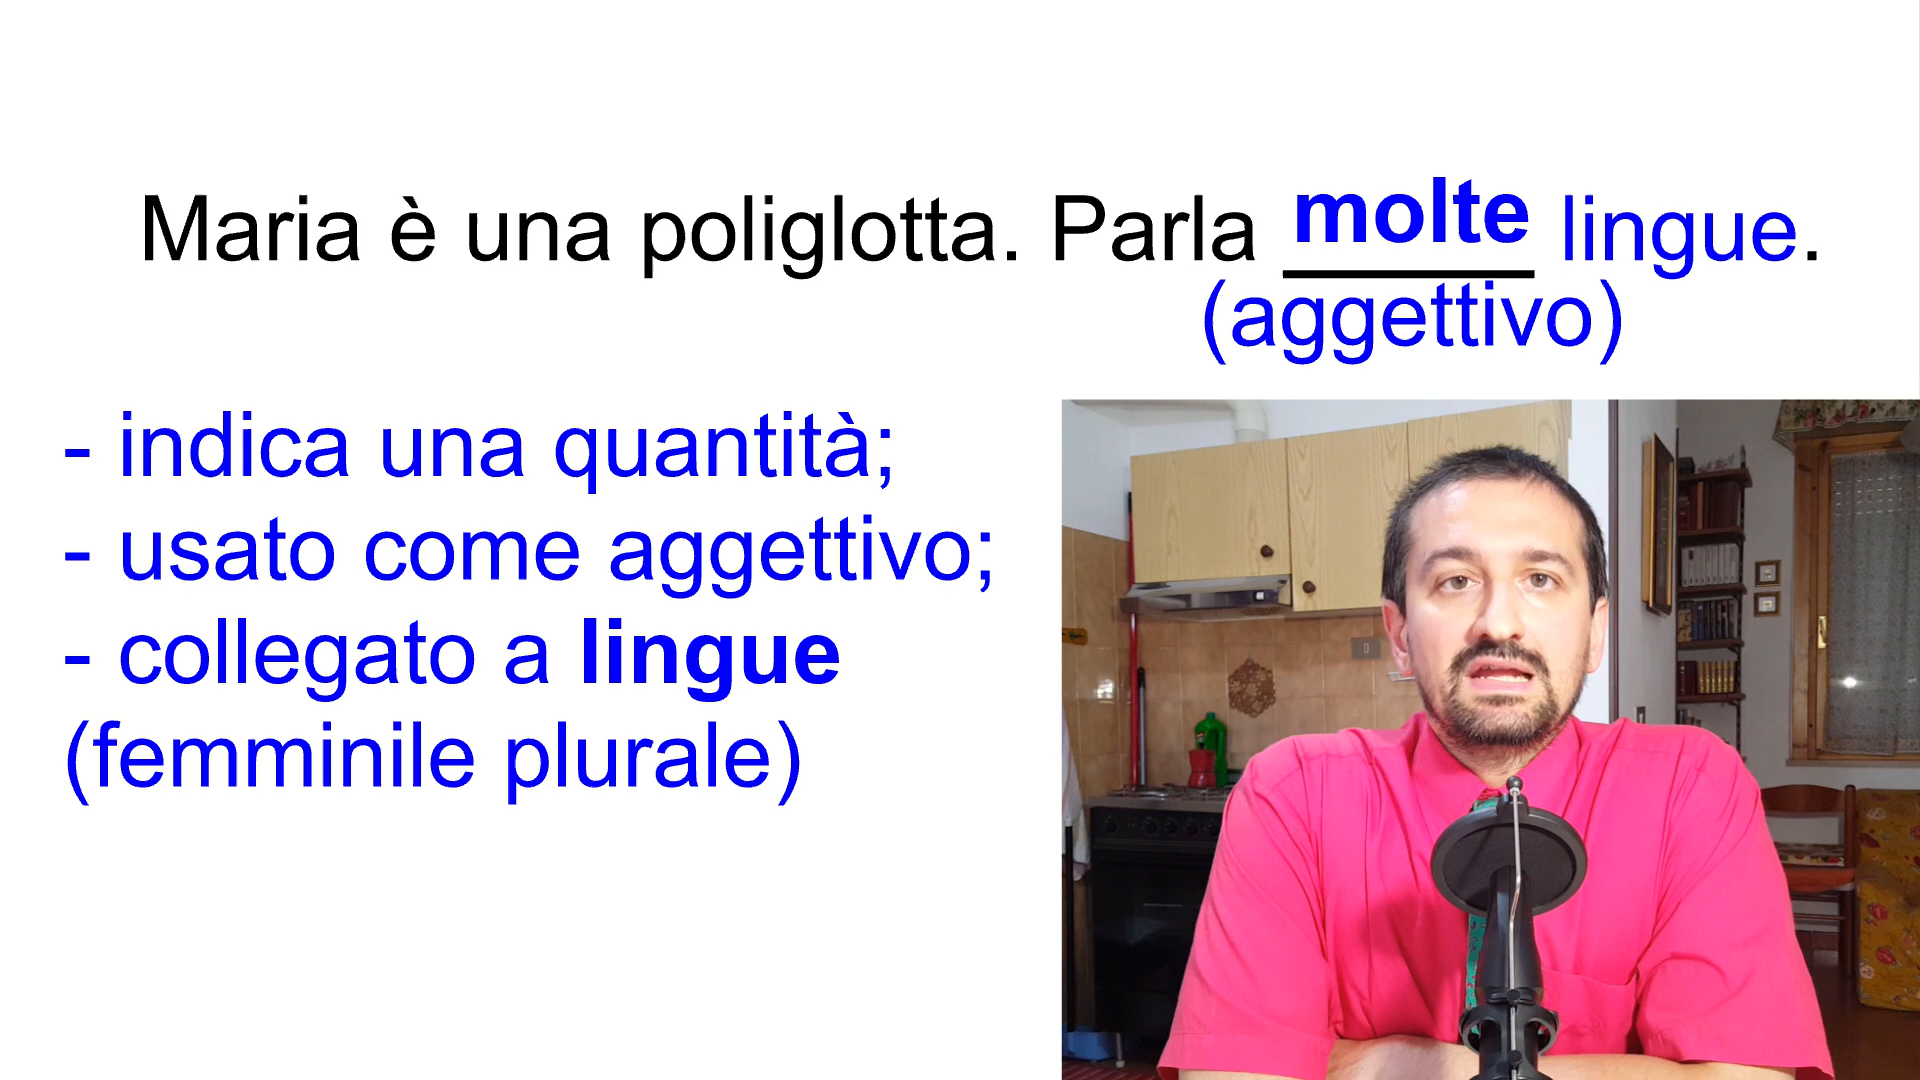 Maria è una poliglotta. Parla molte lingue.
(aggettivo)
- indica una quantità;
- usato come aggettivo;
- collegato a lingue
(femminile plurale)